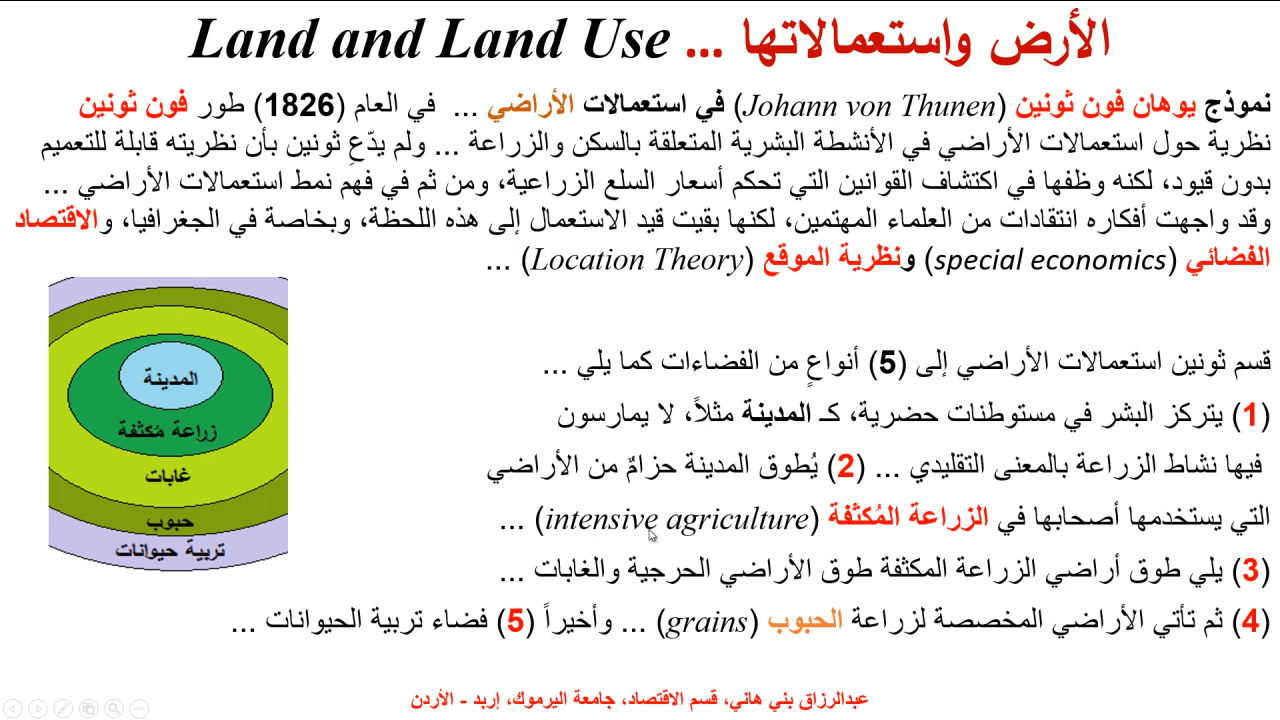 الأرض واستعمالاتها ... Land and Land Use
نموذج يوهان فون ثونين (Johann von Thunen) في استعمالات الأراضي ... في العام (1826) طور فون ثونين
نظرية حول استعمالات الأراضي في الأنشطة البشرية المتعلقة بالسكن والزراعة ... ولم يدّعِ ثونين بأن نظريته قابلة للتعميم
بدون قيود، لكنه وظفها في اكتشاف القوانين التي تحكم أسعار السلع الزراعية، ومن ثم في فهم نمط استعمالات الأراضي ...
وقد واجهت أفكاره انتقادات من العلماء المهتمين، لكنها بقيت قيد الاستعمال إلى هذه اللحظة، وبخاصة في الجغرافيا، والاقتصاد
الفضائي (special economics) ونظرية الموقع (Location Theory) ...
قسم ثونين استعمالات الأراضي إلى (5) أنواعٍ من الفضاءات كما يلي ...
(1) يتركز البشر في مستوطنات حضرية، كـ المدينة مثلاً، لا يمارسون
فيها نشاط الزراعة بالمعنى التقليدي ... (2) يُطوق المدينة حزامٌ من الأراضي
التي يستخدمها أصحابها في الزراعة المُكثفة (intensive agriculture) ...
(3) يلي طوق أراضي الزراعة المكثفة طوق الأراضي الحرجية والغابات ...
(4) ثم تأتي الأراضي المخصصة لزراعة الحبوب (grains) ... وأخيراً (5) فضاء تربية الحيوانات ...
المدينة
زراعة مُكثفة
غابات
حبوب
تربية حيوانات
عبدالرزاق بني هاني، قسم الاقتصاد، جامعة اليرموك، إربد - الأردن